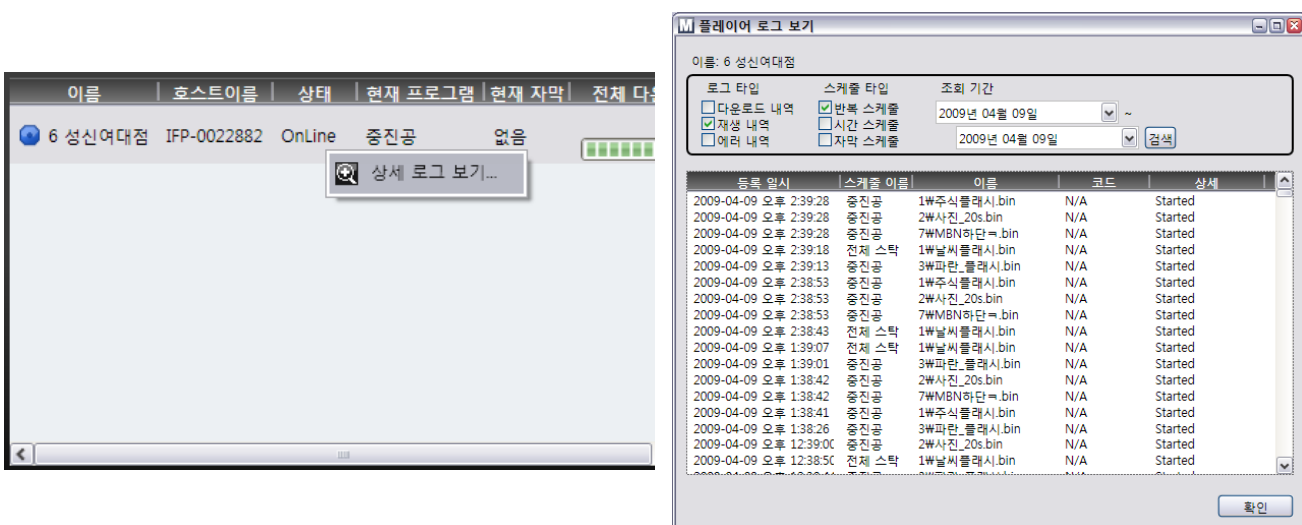 이름 호스트이름 상태 현재 프로그램 현재 자막 전체
6 성신여대점 IFP-0022882 OnLine 중진공 없음
상세 로그 보기...
M 플레이어 로그 보기
이름: 6 성신여대점
로그 타입 스케줄 타입 조회 기간
다운로드 내역 반복 스케줄 2009년 04월 09일 ~
재생 내역 시간 스케줄
에러 내역 자막 스케줄 2009년 04월 09일 검색
등록 일시 스케줄 이름 이름 코드 상세
2009-04-09 오후 2:39:28 중진공 1₩주식플래시.bin N/A Started
2009-04-09 오후 2:39:28 중진공 2₩사진_20s.bin N/A Started
2009-04-09 오후 2:39:28 중진공 7₩MBN하단ㅋ.bin N/A Started
2009-04-09 오후 2:39:18 전체 스탁 1₩날씨플래시.bin N/A Started
2009-04-09 오후 2:39:13 중진공 3₩파란_플래시.bin N/A Started
2009-04-09 오후 2:38:53 중진공 1₩주식플래시.bin N/A Started
2009-04-09 오후 2:38:53 중진공 2₩사진_20s.bin N/A Started
2009-04-09 오후 2:38:53 중진공 7₩MBN하단ㅋ.bin N/A Started
2009-04-09 오후 2:38:43 전체 스탁 1₩날씨플래시.bin N/A Started
2009-04-09 오후 1:39:07 전체 스탁 1₩날씨플래시.bin N/A Started
2009-04-09 오후 1:39:01 중진공 3₩파란_플래시.bin N/A Started
2009-04-09 오후 1:38:42 중진공 2₩사진_20s.bin N/A Started
2009-04-09 오후 1:38:42 중진공 7₩MBN하단ㅋ.bin N/A Started
2009-04-09 오후 1:38:41 중진공 1₩주식플래시.bin N/A Started
2009-04-09 오후 1:38:26 중진공 3₩파란_플래시.bin N/A Started
2009-04-09 오후 12:39:00 중진공 2₩사진_20s.bin N/A Started
2009-04-09 오후 12:38:50 전체 스탁 1₩날씨플래시.bin N/A Started
확인